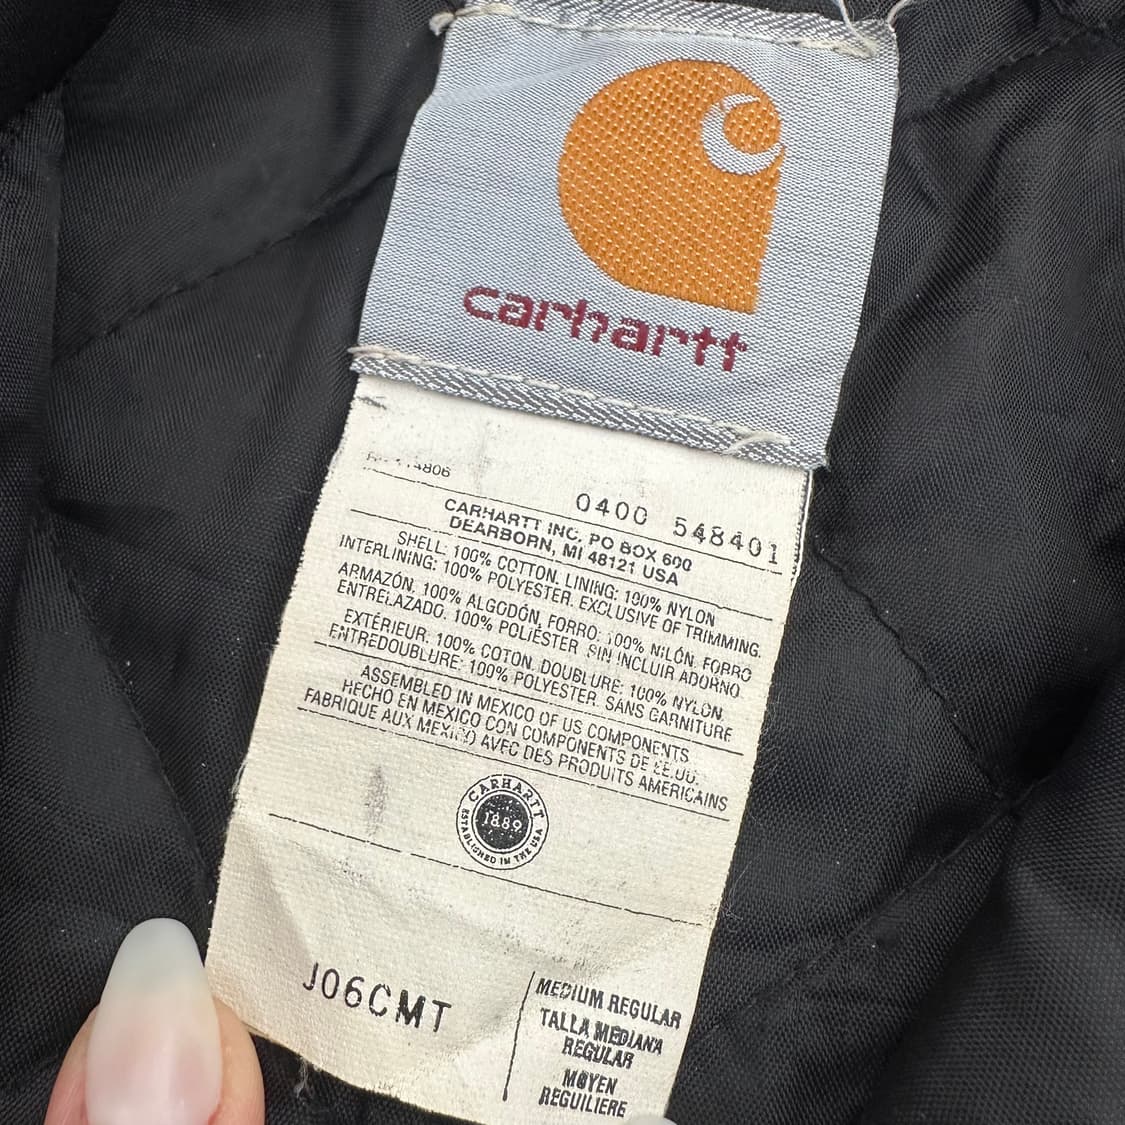 carhartt
0400 548401
CARHARTT INC. PO BOX 600
DEARBORN, MI 48121 USA
SHELL: 100% COTTON. LINING: 100% NYLON
INTERLINING: 100% POLYESTER. EXCLUSIVE OF TRIMMING.
ARMAZÓN. 100% ALGODÓN, FORRO: 100% NILÓN. FORRO
ENTRELAZADO. 100% POLIÉSTER SIN INCLUIR ADORNO.
EXTÉRIEUR: 100% COTON. DOUBLURE: 100% NYLON.
ENTREDOUBLURE: 100% POLYESTER. SANS GARNITURE
ASSEMBLED IN MEXICO OF US COMPONENTS
HECHO EN MEXICO CON COMPONENTS DE EE.UU.
FABRIQUE AUX MEXICO AVEC DES PRODUITS AMERICAINS
CARHARTT
1889
ESTABLISHED IN THE USA
J06CMT
MEDIUM REGULAR
TALLA MEDIANA
REGULAR
MOYEN
REGUILIERE